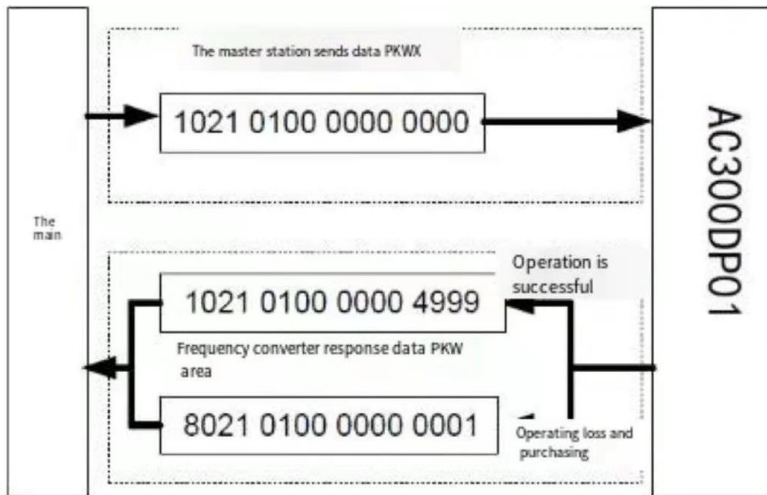 The master station sends data PKWX
1021 0100 0000 0000
AC300DP01
The
main
Operation is
successful
1021 0100 0000 4999
Frequency converter response data PKW
area
8021 0100 0000 0001
Operating loss and
purchasing